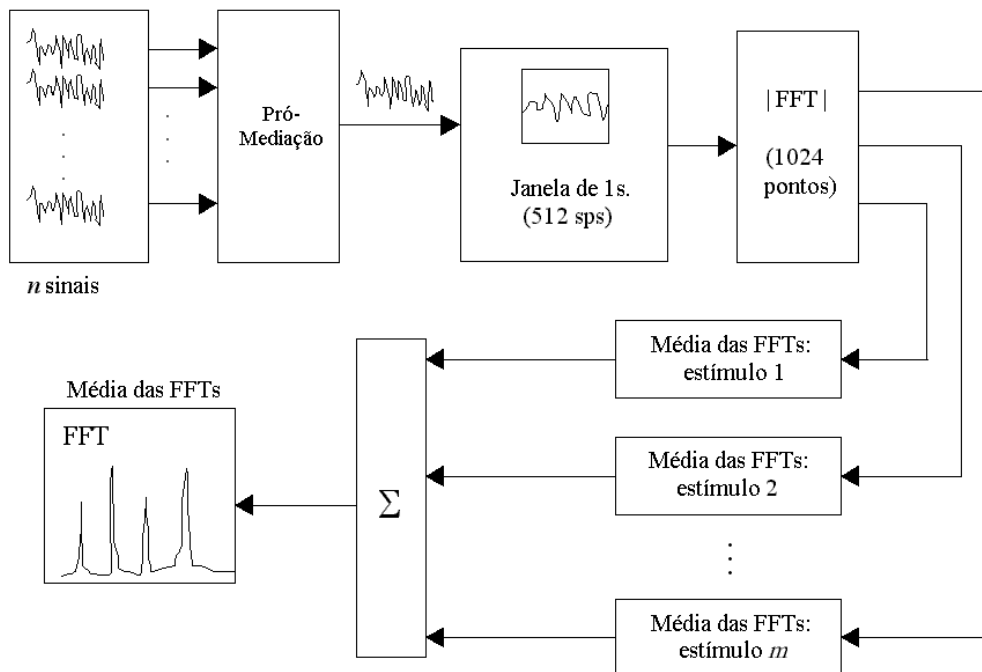 Pró-
Mediação
n sinais
Janela de 1s.
(512 sps)
|FFT|
(1024
pontos)
Média das FFTs:
estímulo 1
Média das FFTs:
estímulo 2
Média das FFTs:
estímulo m
Σ
Média das FFTs
FFT